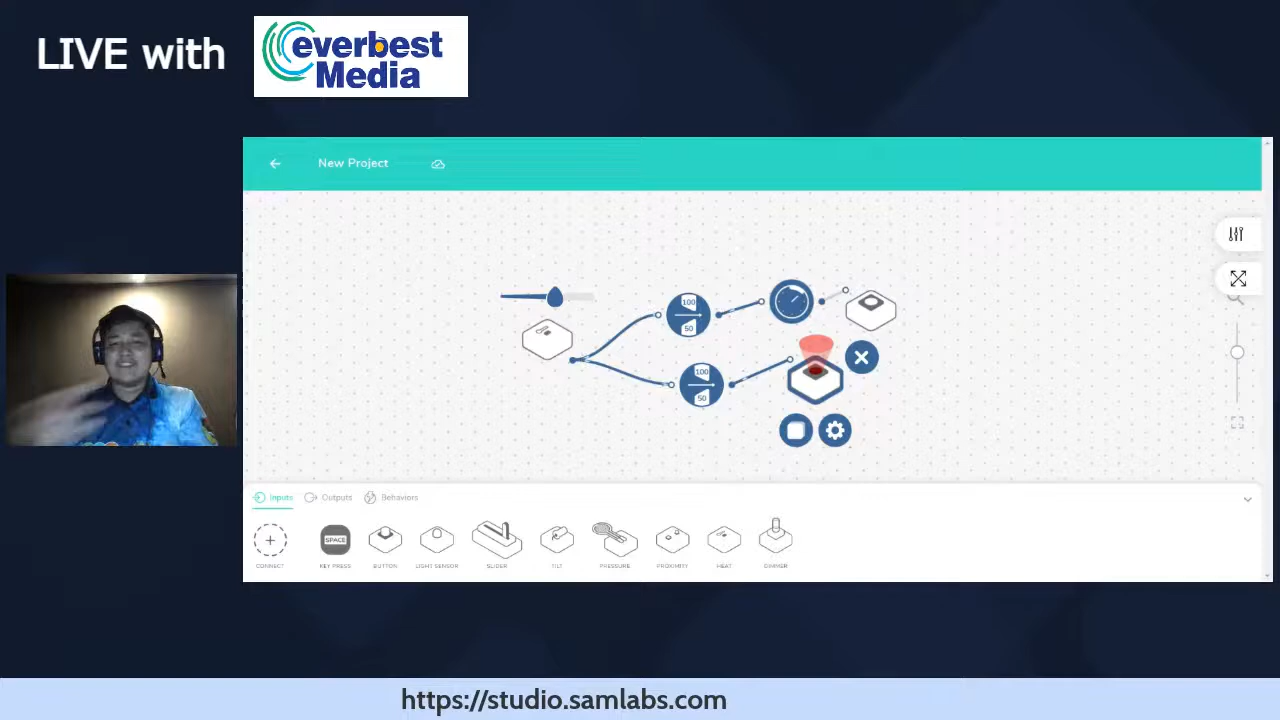 LIVE with
everbest
Media
New Project
100
50
100
50
Inputs
Outputs
Behaviors
SPACE
CONNECT
KEY PRESS
BUTTON
LIGHT SENSOR
SLIDER
TILT
PRESSURE
PROXIMITY
HEAT
DIMMER
https://studio.samlabs.com